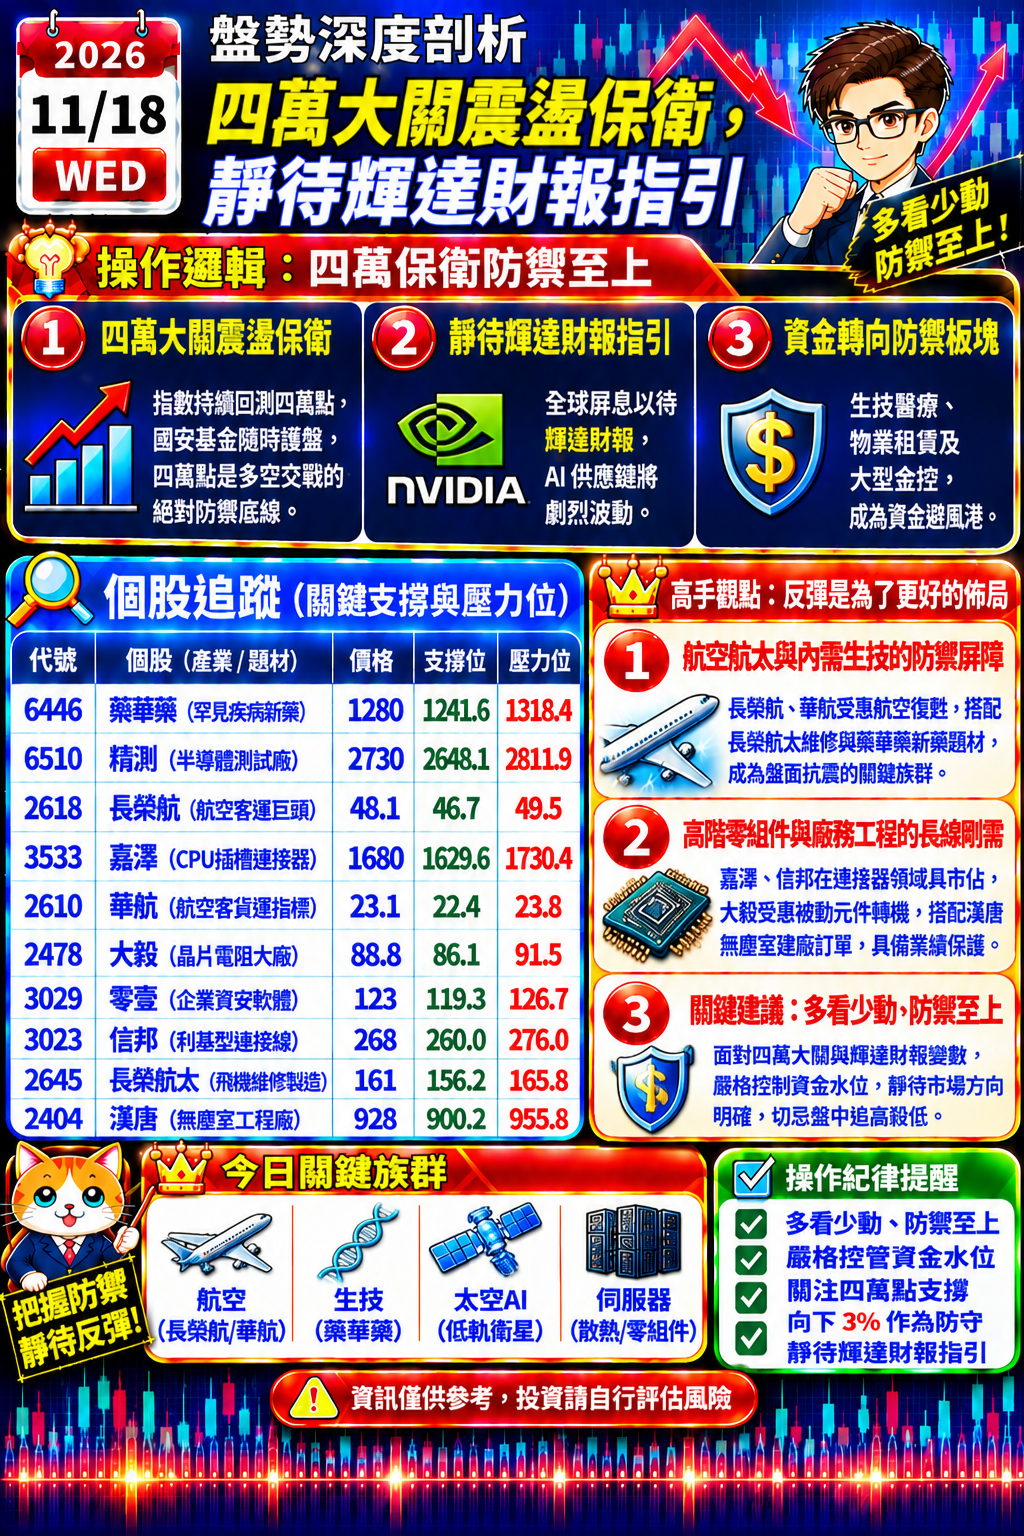 2026
11/18
WED
盤勢深度剖析
四萬大關震盪保衛，
靜待輝達財報指引
多看少動
防禦至上！
操作邏輯：四萬保衛防禦至上
1 四萬大關震盪保衛
指數持續回測四萬點，
國安基金隨時護盤，
四萬點是多空交戰的
絕對防禦底線。
2 靜待輝達財報指引
NVIDIA
全球屏息以待
輝達財報，
AI 供應鏈將
劇烈波動。
3 資金轉向防禦板塊
生技醫療、
物業租賃及
大型金控，
成為資金避風港。
個股追蹤（關鍵支撐與壓力位）
代號 個股（產業 / 題材） 價格 支撐位 壓力位
6446 藥華藥（罕見疾病新藥） 1280 1241.6 1318.4
6510 精測（半導體測試廠） 2730 2648.1 2811.9
2618 長榮航（航空客運巨頭） 48.1 46.7 49.5
3533 嘉澤（CPU插槽連接器） 1680 1629.6 1730.4
2610 華航（航空客貨運指標） 23.1 22.4 23.8
2478 大毅（晶片電阻大廠） 88.8 86.1 91.5
3029 零壹（企業資安軟體） 123 119.3 126.7
3023 信邦（利基型連接線） 268 260.0 276.0
2645 長榮航太（飛機維修製造） 161 156.2 165.8
2404 漢唐（無塵室工程廠） 928 900.2 955.8
高手觀點：反彈是為了更好的佈局
1 航空航太與內需生技的防禦屏障
長榮航、華航受惠航空復甦，搭配
長榮航太維修與藥華藥新藥題材，
成為盤面抗震的關鍵族群。
2 高階零組件與廠務工程的長線剛需
嘉澤、信邦在連接器領域具市佔，
大毅受惠被動元件轉機，搭配漢唐
無塵室建廠訂單，具備業績保護。
3 關鍵建議：多看少動，防禦至上
面對四萬大關與輝達財報變數，
嚴格控制資金水位，靜待市場方向
明確，切忌盤中追高殺低。
把握防禦
靜待反彈！
今日關鍵族群
航空
（長榮航/華航）
生技
（藥華藥）
太空AI
（低軌衛星）
伺服器
（散熱/零組件）
操作紀律提醒
多看少動、防禦至上
嚴格控管資金水位
關注四萬點支撐
向下 3% 作為防守
靜待輝達財報指引
資訊僅供參考，投資請自行評估風險